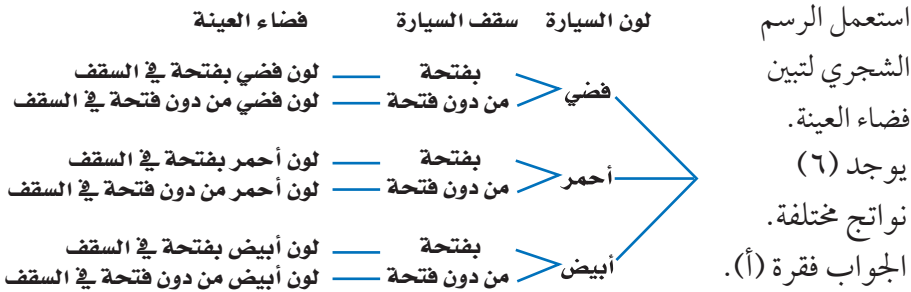 استعمل الرسم
الشجري لتبين
فضاء العينة.
يوجد (٦)
نواتج مختلفة.
الجواب فقرة (أ).
لون السيارة سقف السيارة فضاء العينة
فضي
بفتحة لون فضي بفتحة في السقف
من دون فتحة لون فضي من دون فتحة في السقف
أحمر
بفتحة لون أحمر بفتحة في السقف
من دون فتحة لون أحمر من دون فتحة في السقف
أبيض
بفتحة لون أبيض بفتحة في السقف
من دون فتحة لون أبيض من دون فتحة في السقف